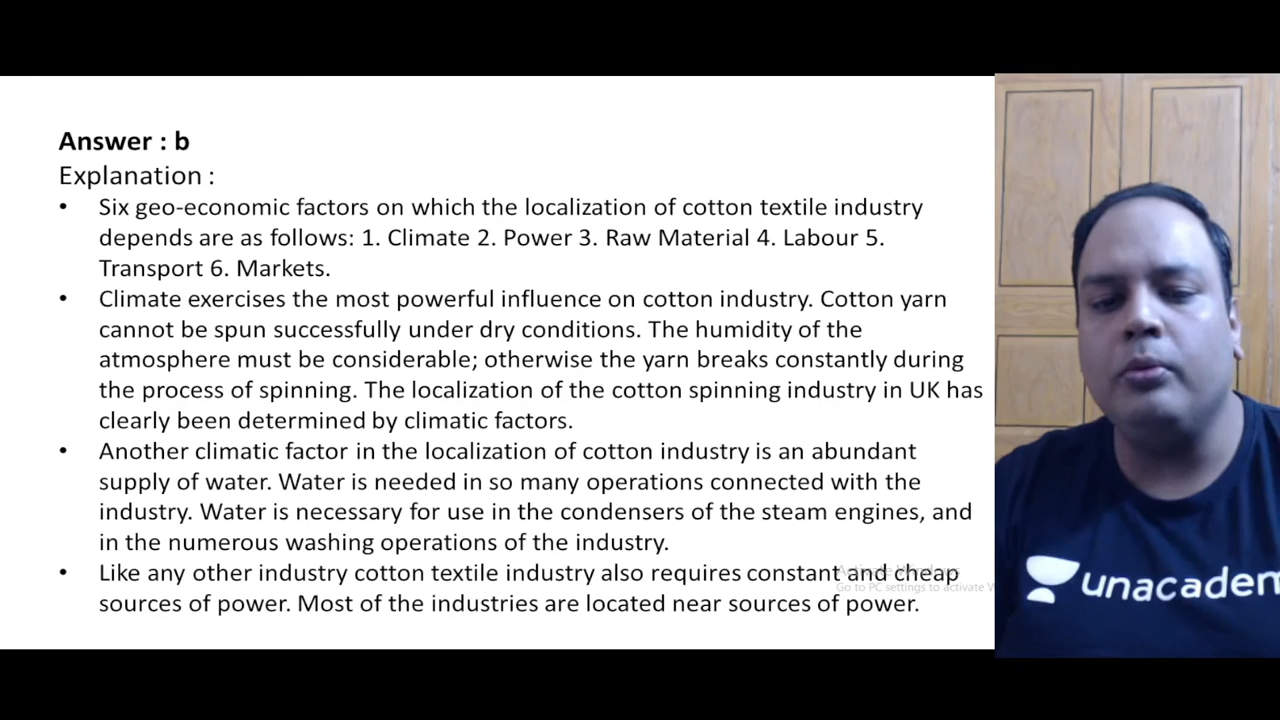 Answer : b
Explanation :
• Six geo-economic factors on which the localization of cotton textile industry
depends are as follows: 1. Climate 2. Power 3. Raw Material 4. Labour 5.
Transport 6. Markets.
• Climate exercises the most powerful influence on cotton industry. Cotton yarn
cannot be spun successfully under dry conditions. The humidity of the
atmosphere must be considerable; otherwise the yarn breaks constantly during
the process of spinning. The localization of the cotton spinning industry in UK has
clearly been determined by climatic factors.
• Another climatic factor in the localization of cotton industry is an abundant
supply of water. Water is needed in so many operations connected with the
industry. Water is necessary for use in the condensers of the steam engines, and
in the numerous washing operations of the industry.
• Like any other industry cotton textile industry also requires constant and cheap
sources of power. Most of the industries are located near sources of power.
Activate Windows
Go to PC settings to activate W
unacadem